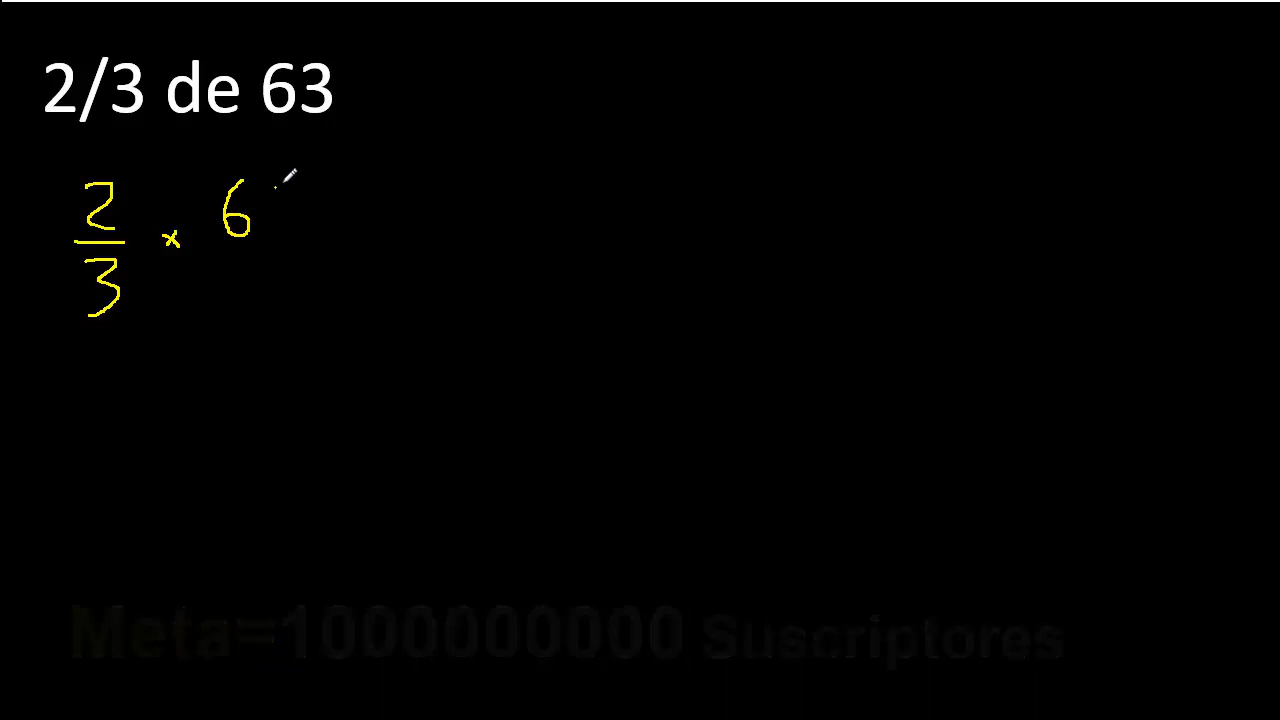 2/3 de 63
2/3 × 6
Meta=1000000000 Suscriptores